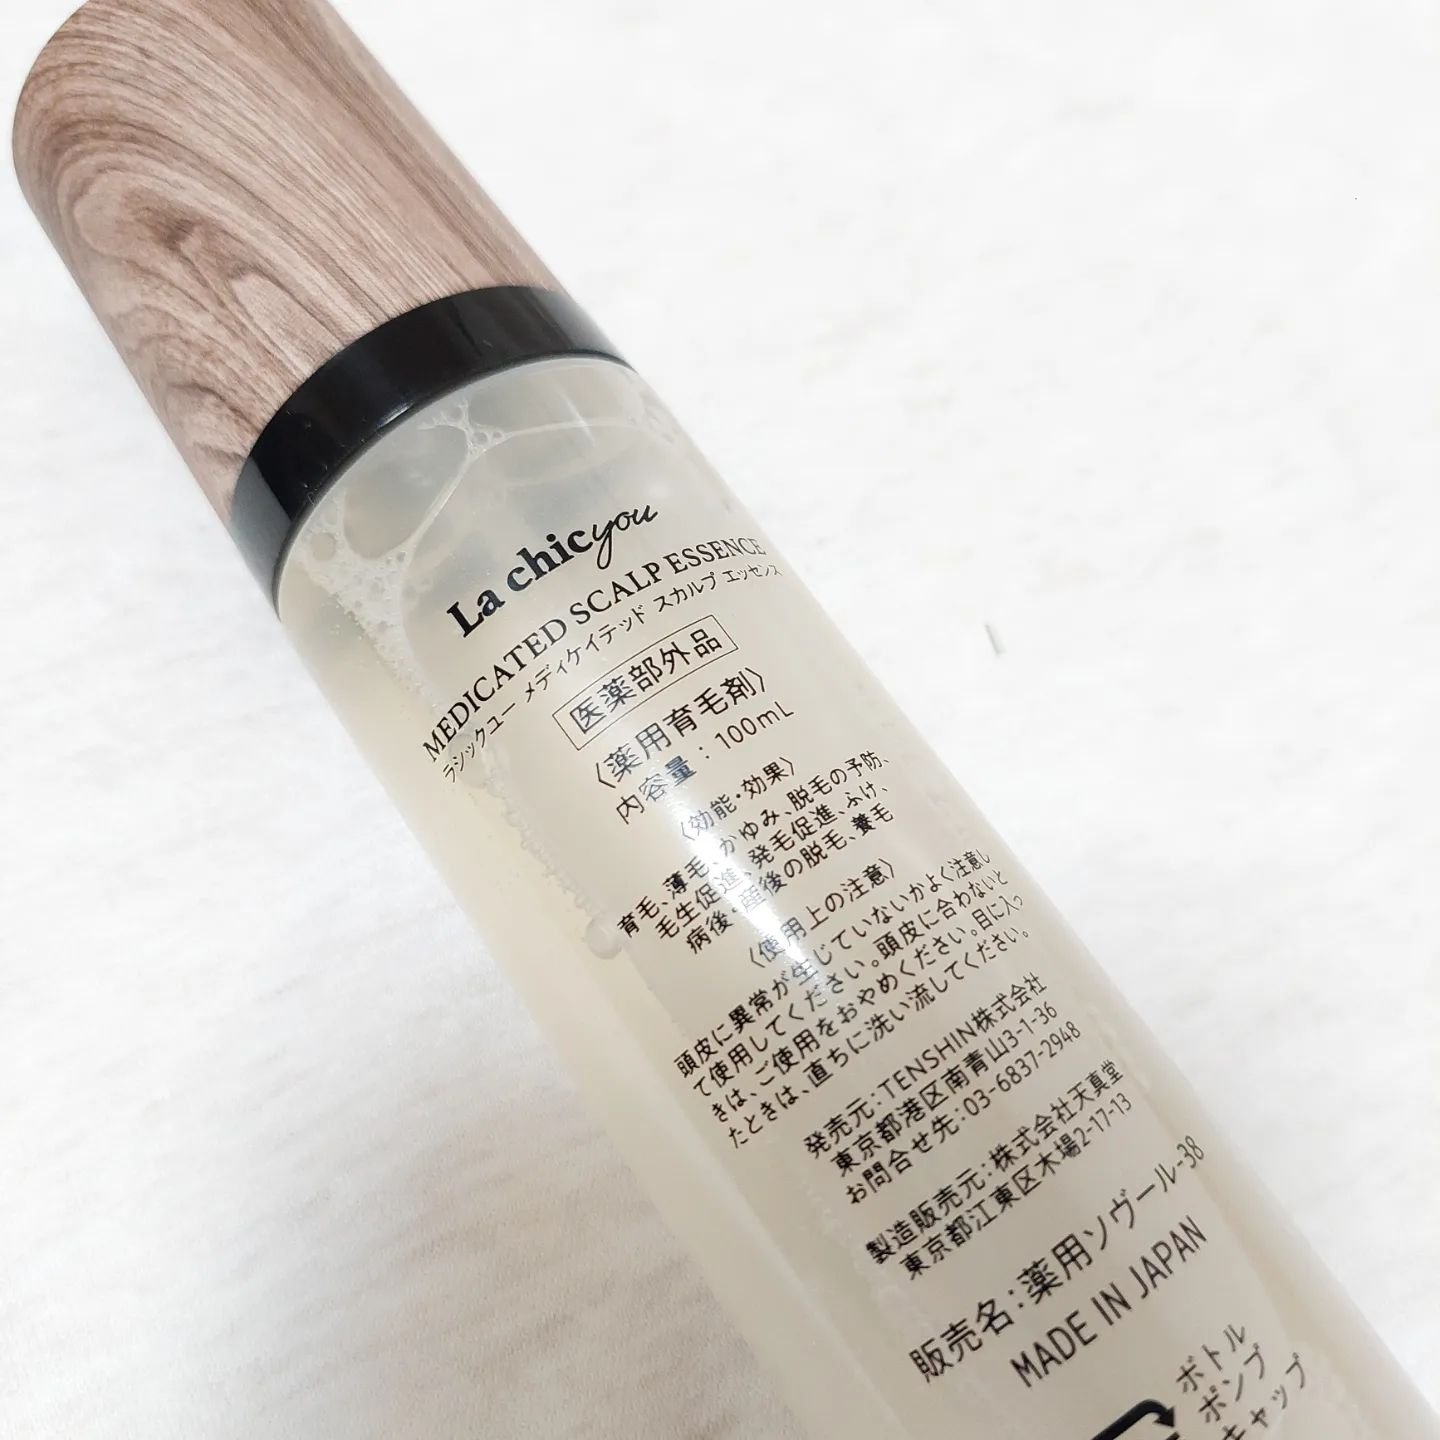 La chicyou
MEDICATED SCALP ESSENCE
ラシックユー メディケイテッド スカルプ エッセンス
医薬部外品
〈薬用育毛剤〉
内容量：100mL
〈効能・効果〉
育毛、薄毛、かゆみ、脱毛の予防、
毛生促進、発毛促進、ふけ、
病後・産後の脱毛、養毛
〈使用上の注意〉
頭皮に異常が生じていないかよく注意し
て使用してください。頭皮に合わないと
きは、ご使用をおやめください。目に入っ
たときは、直ちに洗い流してください。
発売元：TENSHIN株式会社
東京都港区南青山3-1-36
お問合せ先：03-6837-2948
製造販売元：株式会社天真堂
東京都江東区木場2-17-13
販売名：薬用ソヴール-38
MADE IN JAPAN
ボトル
ポンプ
キャップ